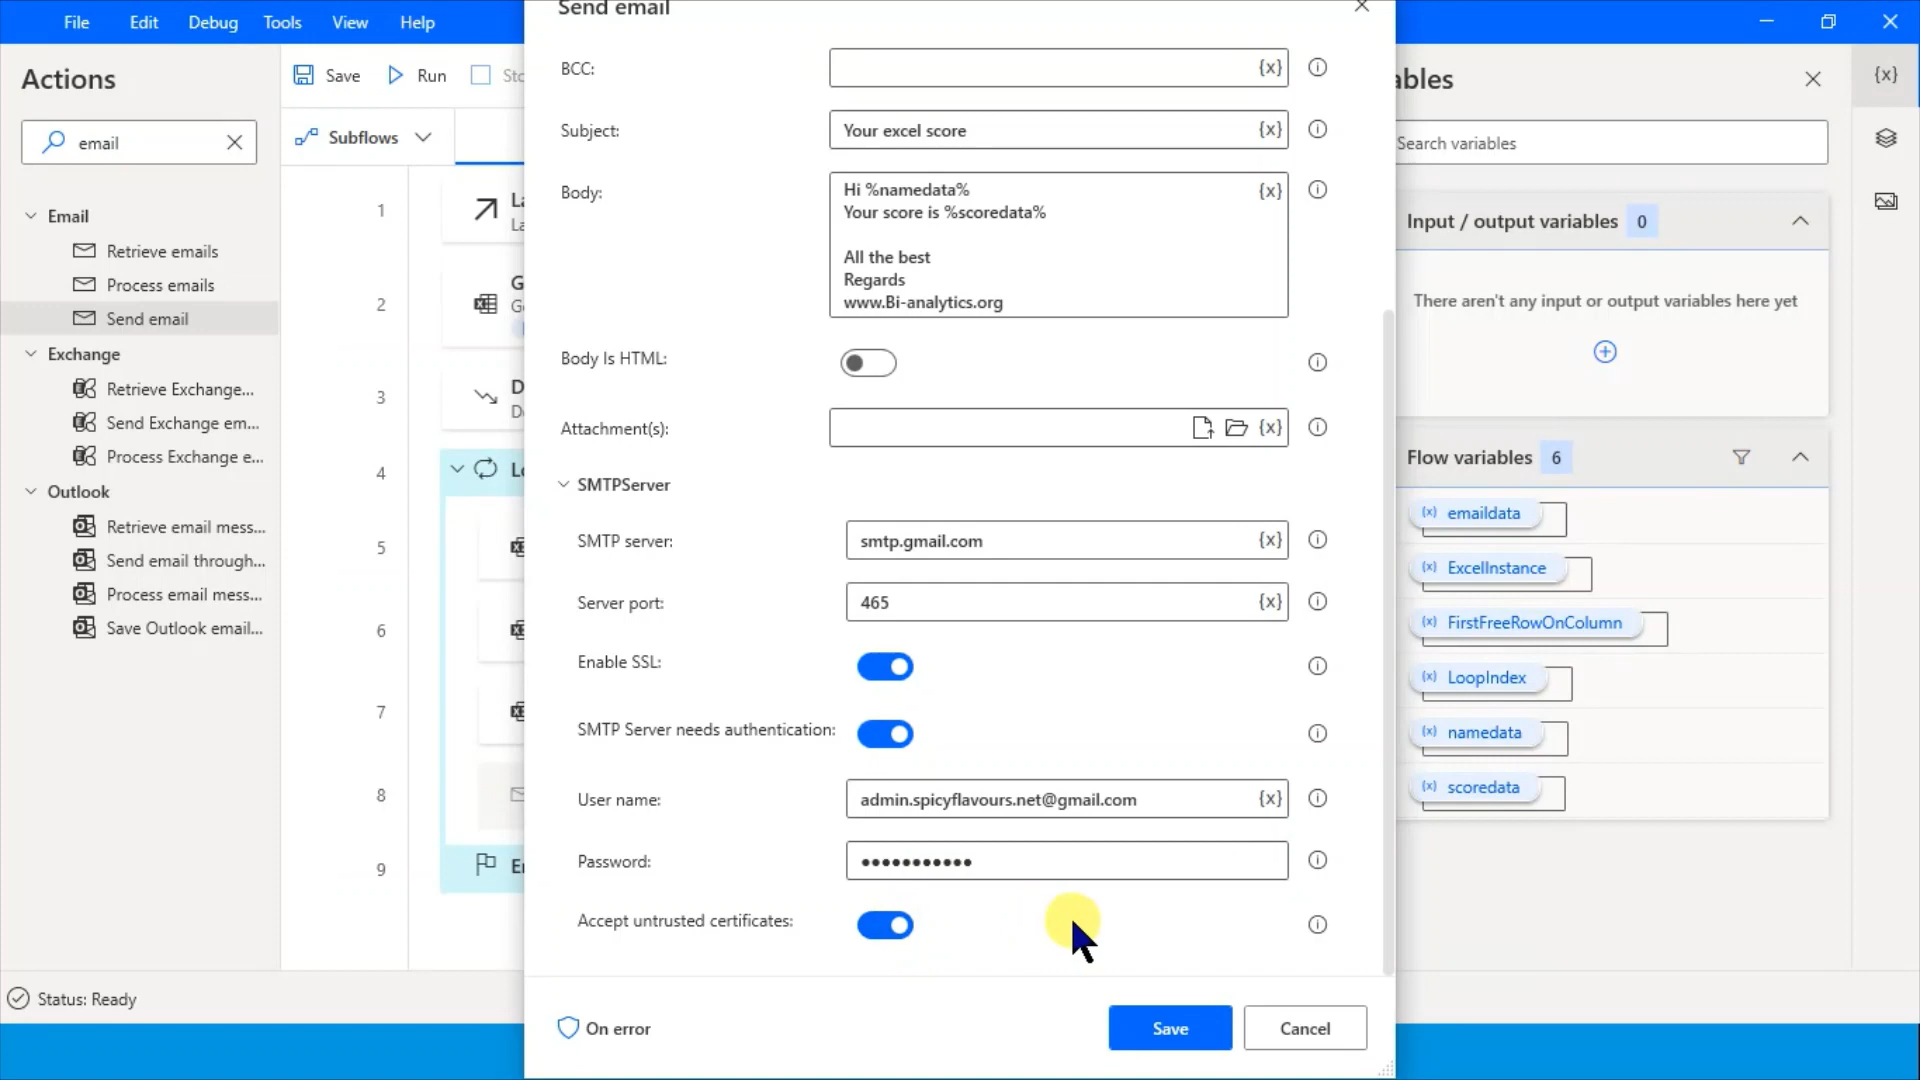 File Edit Debug Tools View Help
Send email
Actions
Save Run
ables
{x}
BCC: {x}
email
Subflows
Subject: Your excel score {x}
Search variables
Body: Hi %namedata% {x}
Your score is %scoredata%
All the best
Regards
www.Bi-analytics.org
Email
Retrieve emails
Process emails
Send email
Exchange
Retrieve Exchange...
Send Exchange em...
Process Exchange e...
Outlook
Retrieve email mess...
Send email through...
Process email mess...
Save Outlook email...
1
2
3
4
5
6
7
8
9
Input / output variables 0
There aren't any input or output variables here yet
Body Is HTML:
Attachment(s): {x}
SMTPServer
SMTP server: smtp.gmail.com {x}
Server port: 465 {x}
Enable SSL:
SMTP Server needs authentication:
User name: admin.spicyflavours.net@gmail.com {x}
Password: •••••••••••
Accept untrusted certificates:
Flow variables 6
(x) emaildata
(x) ExcelInstance
(x) FirstFreeRowOnColumn
(x) LoopIndex
(x) namedata
(x) scoredata
Status: Ready
On error Save Cancel